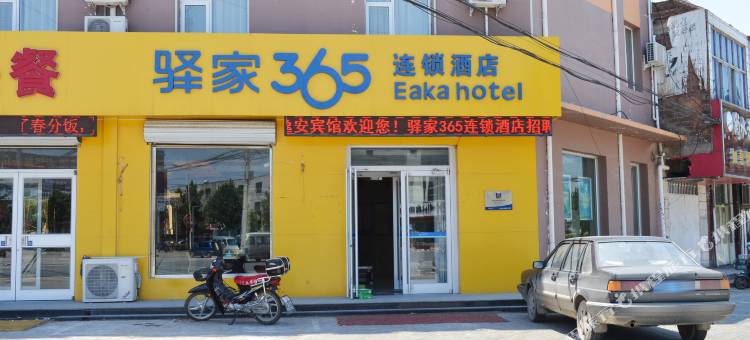 餐
驿家365
连锁酒店
Eaka hotel
了春分饭,
安宾馆欢迎您!驿家365连锁酒店招聘